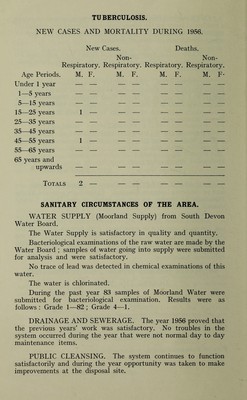 TUBERCULOSIS.
NEW CASES AND MORTALITY DURING 1956.
New Cases. Deaths.
Non- Non-
Respiratory. Respiratory. Respiratory. Respiratory.
Age Periods. M. F. M. F. M. F. M. F-
Under 1 year — — — — — — — —
1—5 years — — — — — — — —
5—15 years — — — — — — — —
15—25 years 1 — — — — — — —
25—35 years — — — — — — — —
35—45 years — — — — — — — —
45—55 years 1 — — — — — — —
55—65 years — — — — — — — —
65 years and
upwards — — — — — — — —
TOTALS 2 — — — — — — —
SANITARY CIRCUMSTANCES OF THE AREA.
WATER SUPPLY (Moorland Supply) from South Devon
Water Board.
The Water Supply is satisfactory in quality and quantity.
Bacteriological examinations of the raw water are made by the
Water Board ; samples of water going into supply were submitted
for analysis and were satisfactory.
No trace of lead was detected in chemical examinations of this
water.
The water is chlorinated.
During the past year 83 samples of Moorland Water were
submitted for bacteriological examination. Results were as
follows : Grade 1—82 ; Grade 4—1.
DRAINAGE AND SEWERAGE. The year 1956 proved that
the previous years' work was satisfactory. No troubles in the
system occurred during the year that were not normal day to day
maintenance items.
PUBLIC CLEANSING. The system continues to function
satisfactorily and during the year opportunity was taken to make
improvements at the disposal site.